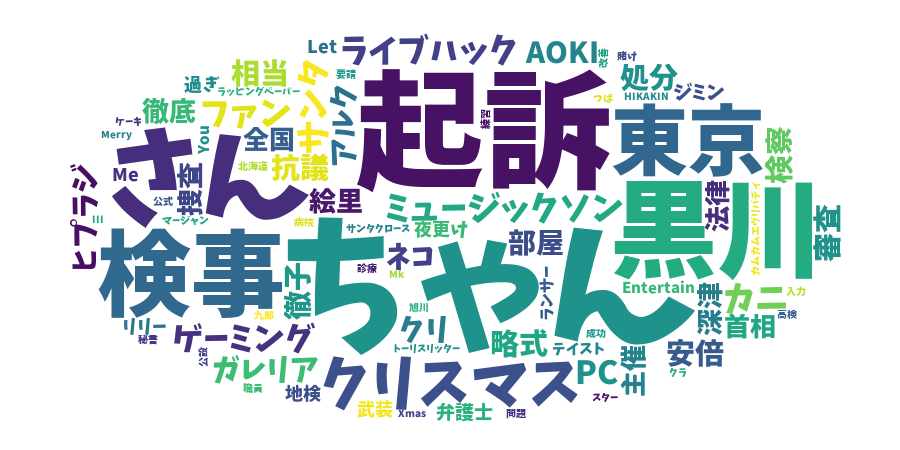 Let
ライブハック
AOKI
改善
賭け
相当
サンタ
要請
過ぎ
ラッピングペーパー
処分
HIKAKIN
ジミン
起訴
徹底
ファン
アルク
つば
ケーキ
Merry
You
全国
練習
東京
検察
さん
北海道
抗議
Me
捜査
絵里
黒川
法律
カムカムエヴリバディ
ヒプラジ
公式
マージャン
III
病院
ミュージックソン
サンタクロース
夜更け
審査
検事
ちゃん
部屋
ネコ
診療
Mk
徹子
ランサー
Entertain
深津
カニ
入力
九郎
旭川
高検
リリー
秘書
ゲーミング
クリ
トーリスリッター
略式
成功
テイスト
首相
安倍
主催
公設
ガレリア
職員
地検
クリスマス
PC
クラ
武装
Xmas
弁護士
問題
スター